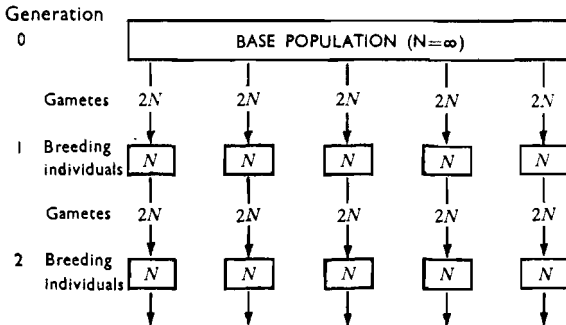 Generation
0 BASE POPULATION (N=∞)
Gametes 2N 2N 2N 2N 2N
1 Breeding individuals N N N N N
Gametes 2N 2N 2N 2N 2N
2 Breeding individuals N N N N N